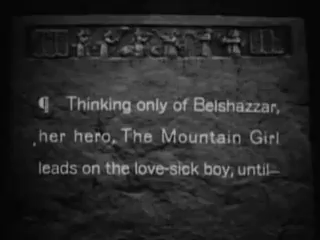 ¶ Thinking only of Belshazzar,
her hero, The Mountain Girl
leads on the love-sick boy, until—